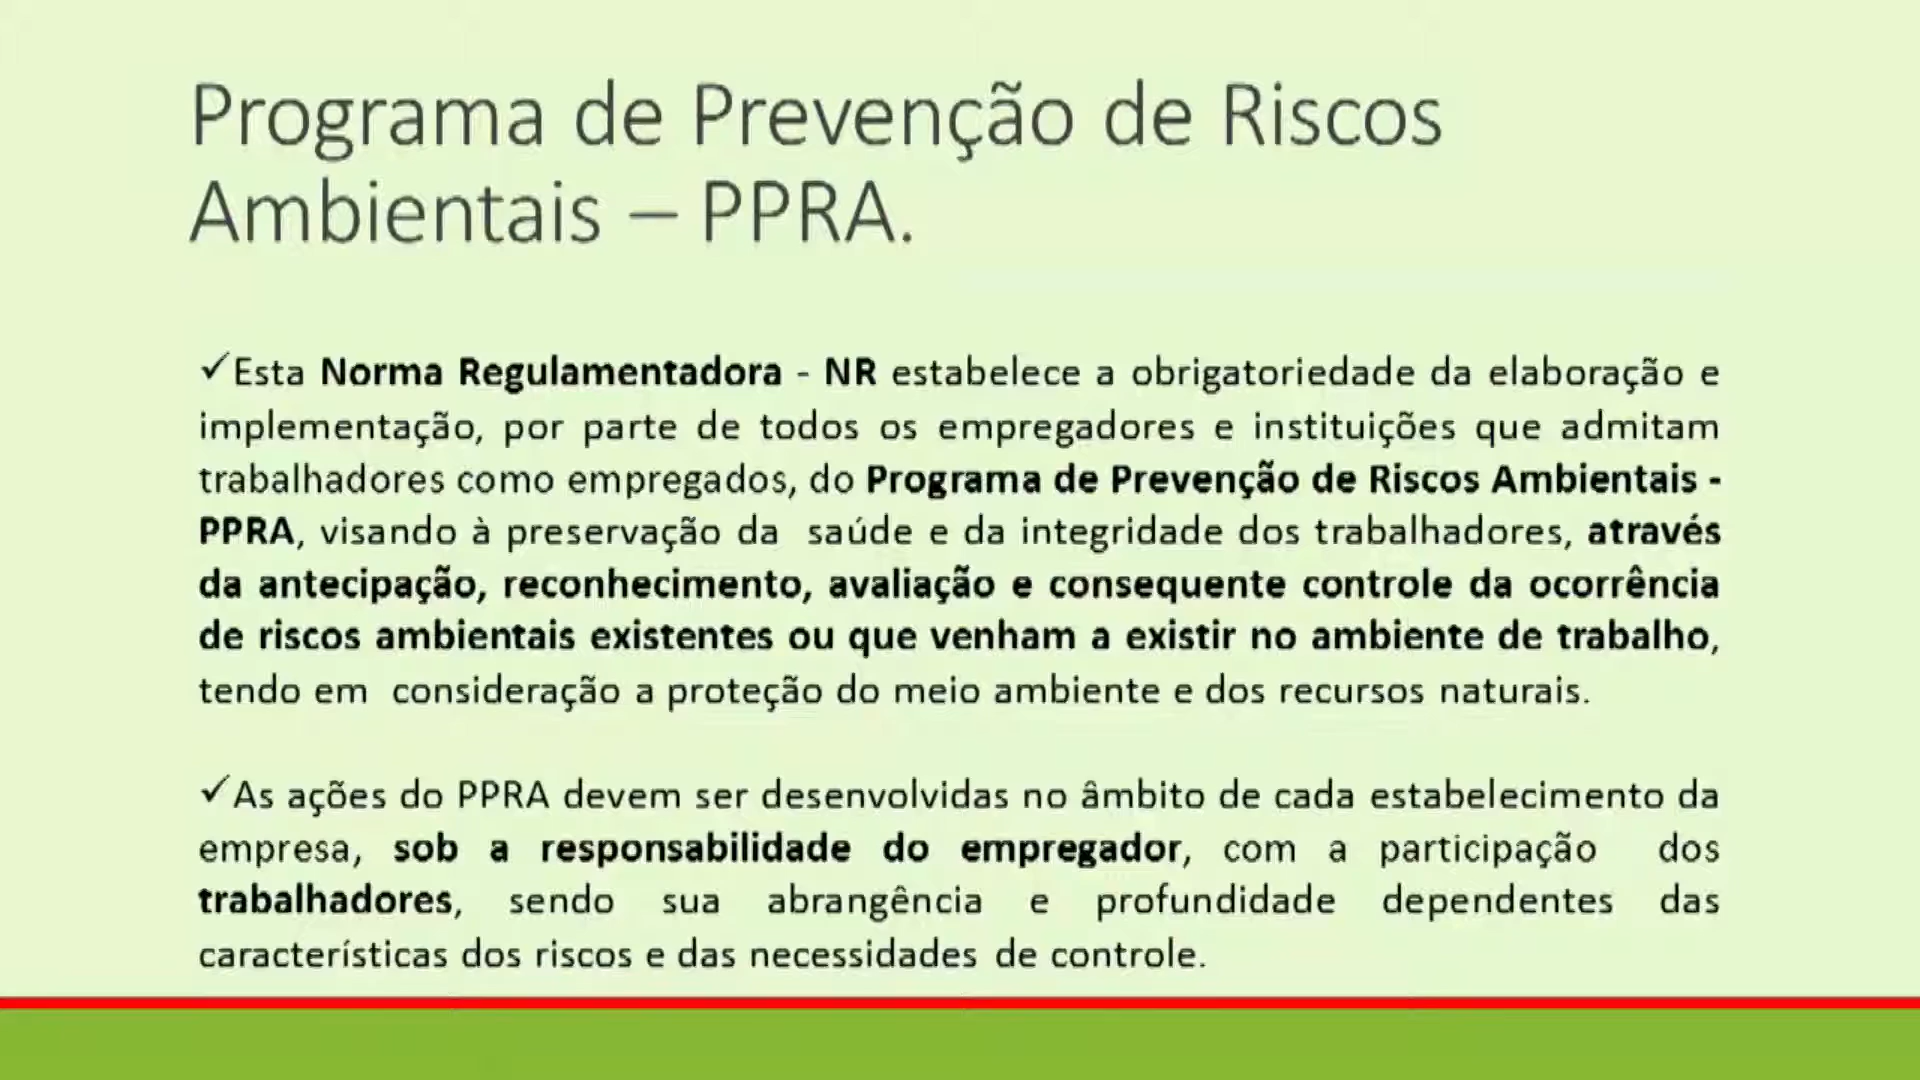 Programa de Prevenção de Riscos
Ambientais – PPRA.
✓Esta Norma Regulamentadora - NR estabelece a obrigatoriedade da elaboração e
implementação, por parte de todos os empregadores e instituições que admitam
trabalhadores como empregados, do Programa de Prevenção de Riscos Ambientais -
PPRA, visando à preservação da saúde e da integridade dos trabalhadores, através
da antecipação, reconhecimento, avaliação e consequente controle da ocorrência
de riscos ambientais existentes ou que venham a existir no ambiente de trabalho,
tendo em consideração a proteção do meio ambiente e dos recursos naturais.
✓As ações do PPRA devem ser desenvolvidas no âmbito de cada estabelecimento da
empresa, sob a responsabilidade do empregador, com a participação dos
trabalhadores, sendo sua abrangência e profundidade dependentes das
características dos riscos e das necessidades de controle.